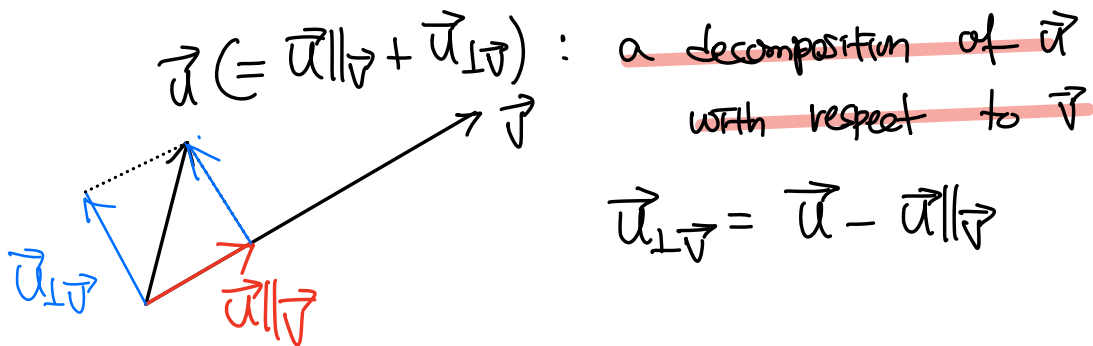 u⃗ (= u⃗∥v⃗ + u⃗⊥v⃗) : a decomposition of u⃗
with respect to v⃗
v⃗
u⃗⊥v⃗ = u⃗ - u⃗∥v⃗
u⃗⊥v⃗
u⃗∥v⃗